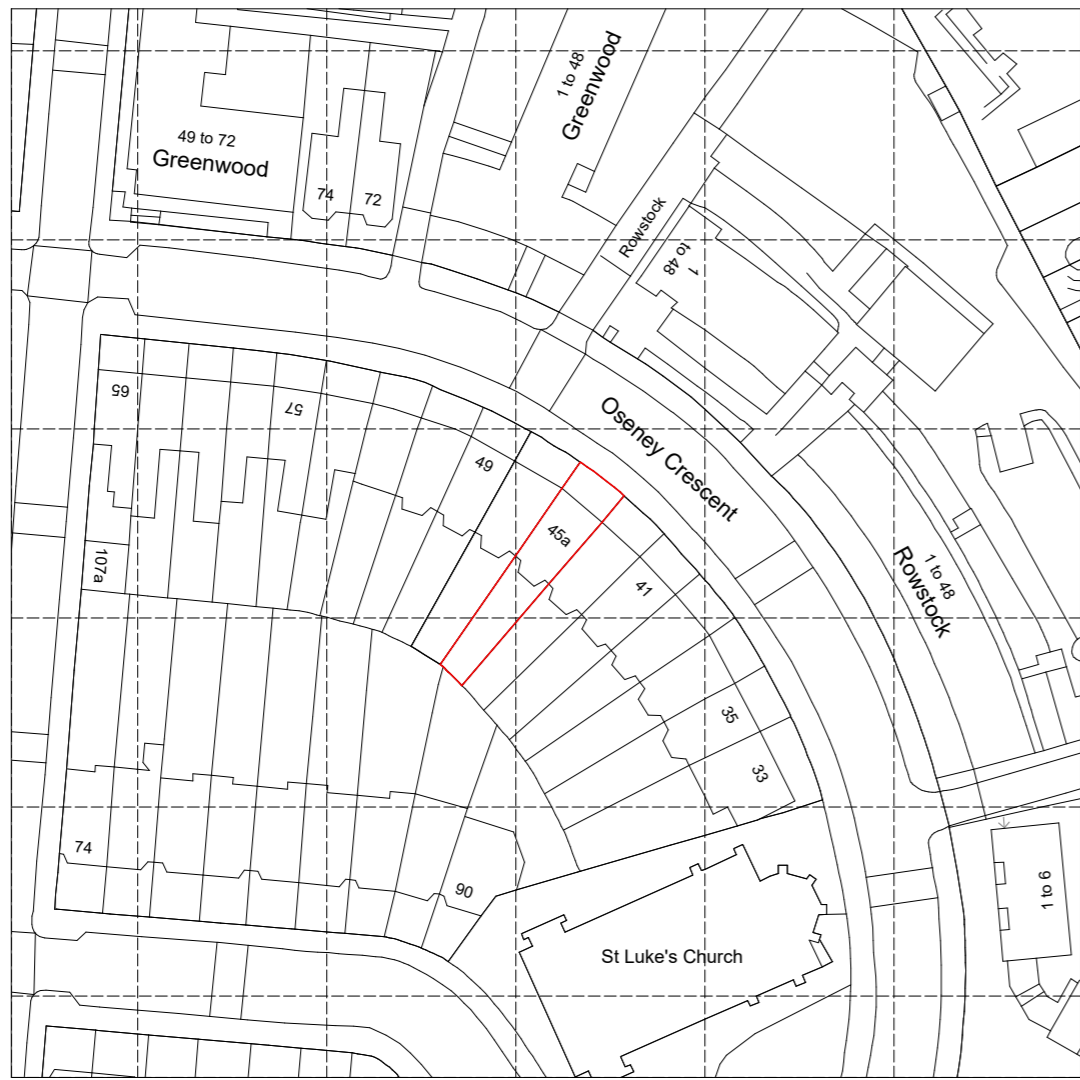 1 to 48
Greenwood
49 to 72
Greenwood
74
72
Rowstock
1
to 48
65
57
49
Oseney Crescent
45a
41
107a
1 to 48
Rowstock
35
33
74
90
1 to 6
St Luke's Church